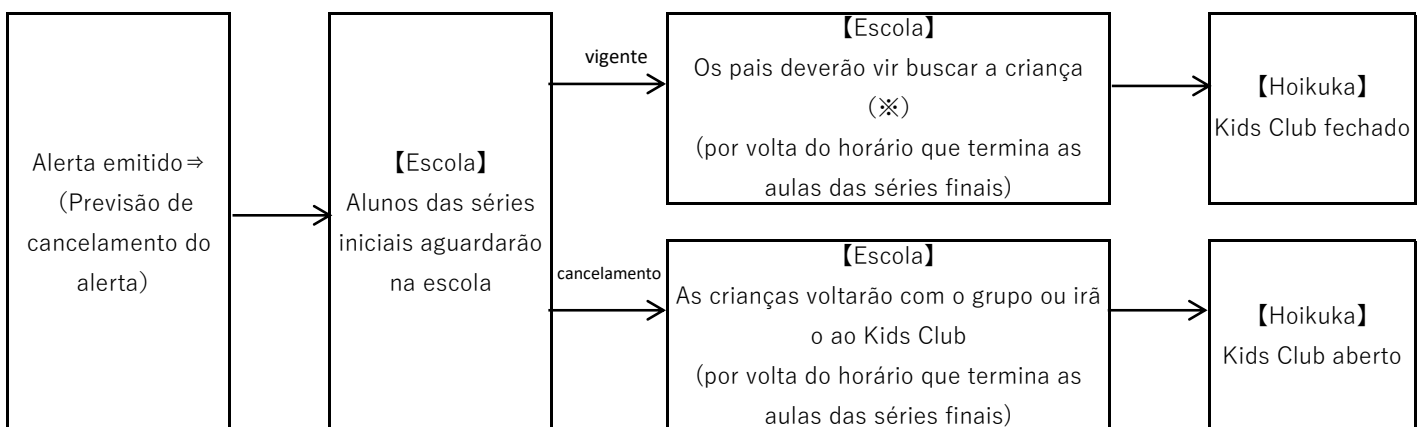 Alerta emitido⇒
（Previsão de
cancelamento do
alerta）
【Escola】
Alunos das séries
iniciais aguardarão
na escola
vigente
【Escola】
Os pais deverão vir buscar a criança
（※）
（por volta do horário que termina as
aulas das séries finais）
【Hoikuka】
Kids Club fechado
cancelamento
【Escola】
As crianças voltarão com o grupo ou irã
o ao Kids Club
（por volta do horário que termina as
aulas das séries finais）
【Hoikuka】
Kids Club aberto